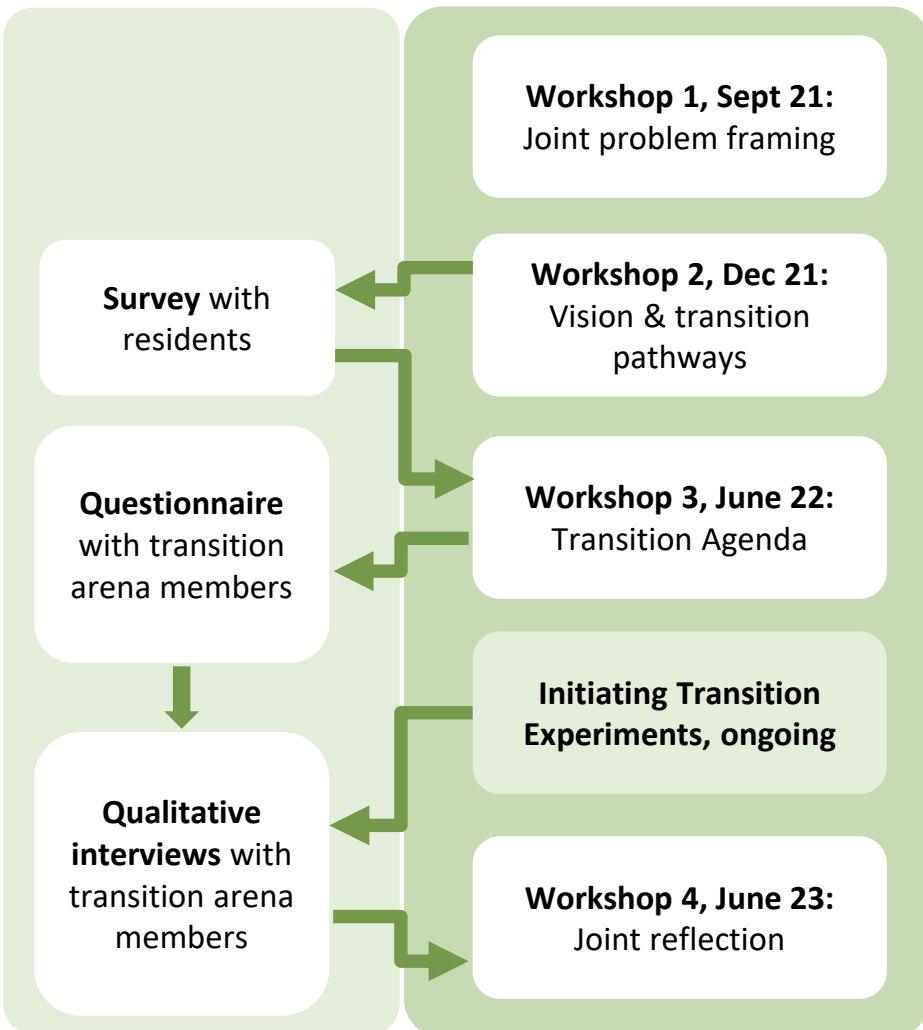 Workshop 1, Sept 21:
Joint problem framing
Survey with
residents
Workshop 2, Dec 21:
Vision & transition
pathways
Questionnaire
with transition
arena members
Workshop 3, June 22:
Transition Agenda
Initiating Transition
Experiments, ongoing
Qualitative
interviews with
transition arena
members
Workshop 4, June 23:
Joint reflection